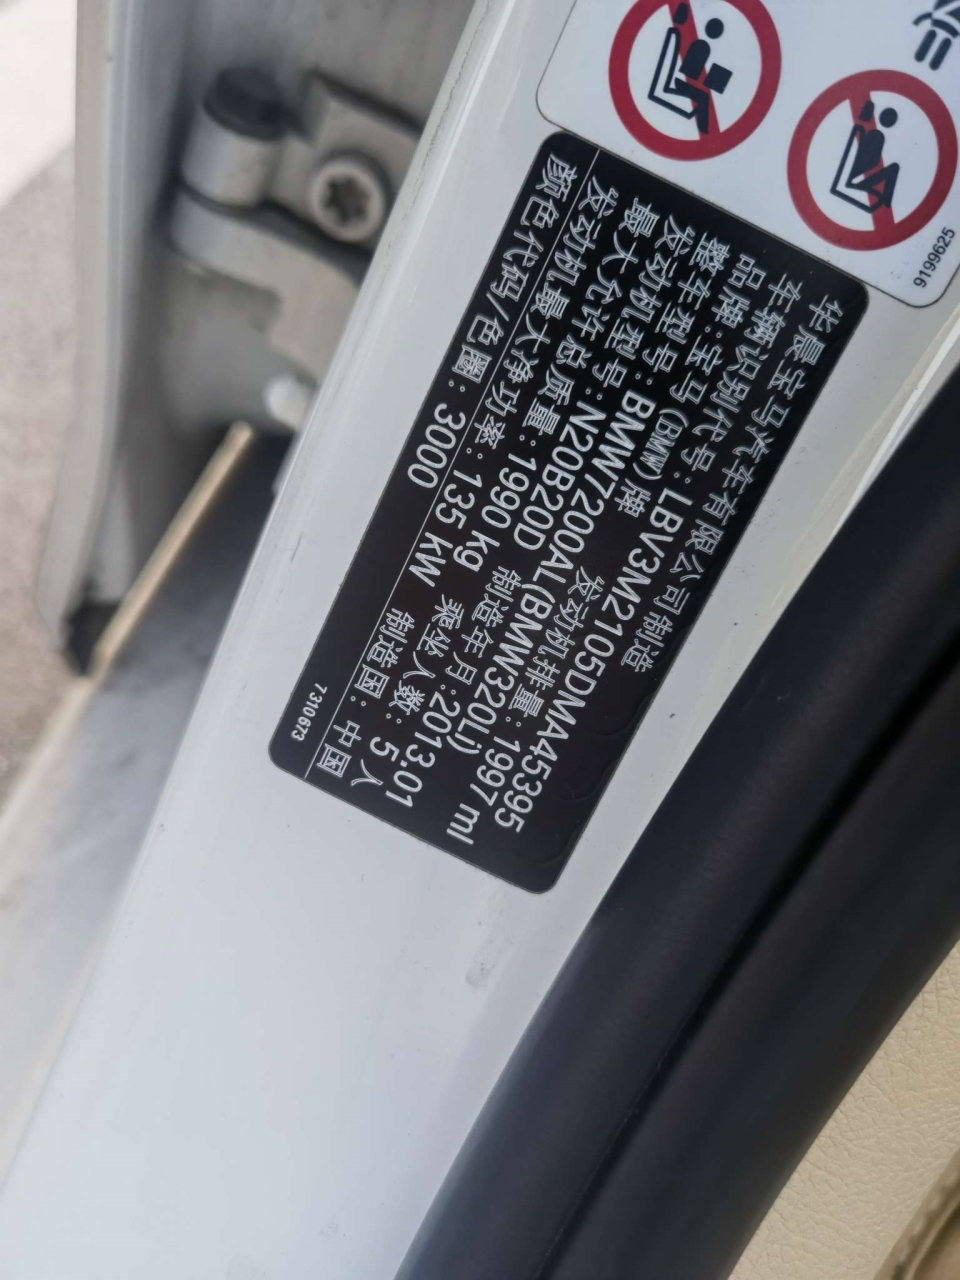 华晨宝马汽车有限公司制造
车辆识别代号: LBV3M2105DMA45395
品牌: 宝马 (BMW) 牌
整车型号: BMW7200AL(BMW320Li)
发动机型号: N20B20D 发动机排量: 1997 ml
最大允许总质量: 1990 kg 制造年月: 2013.01
发动机最大净功率: 135 kW 乘坐人数: 5 人
颜色代码/色圈: 3000 制造国: 中国
7310673
9199625